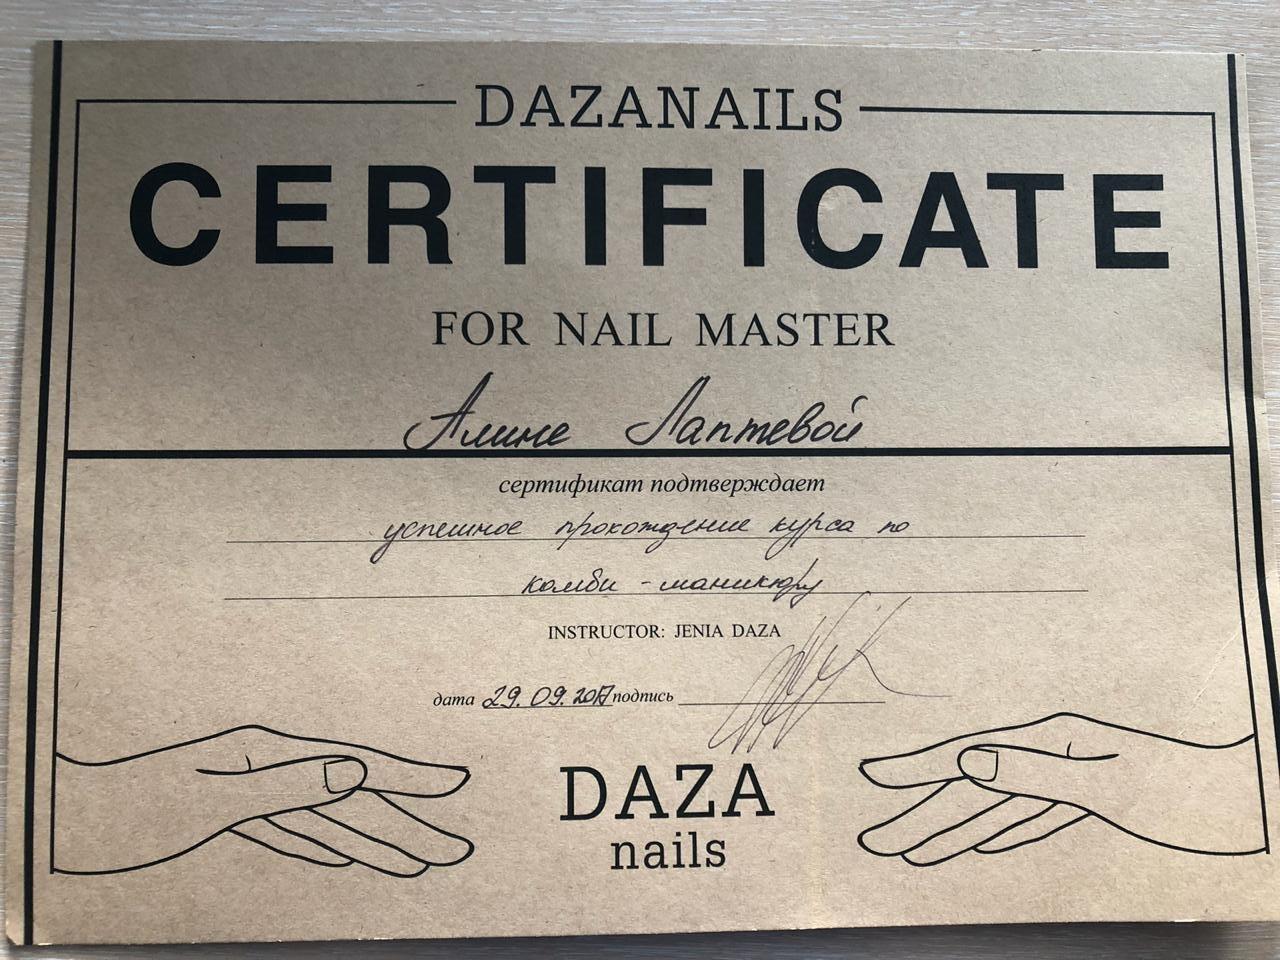 DAZANAILS
CERTIFICATE
FOR NAIL MASTER
Алине Лаптевой
сертификат подтверждает
успешное прохождение курса по
комби - маникюру
INSTRUCTOR: JENIA DAZA
дата 29.09.2017 подпись
DAZA
nails